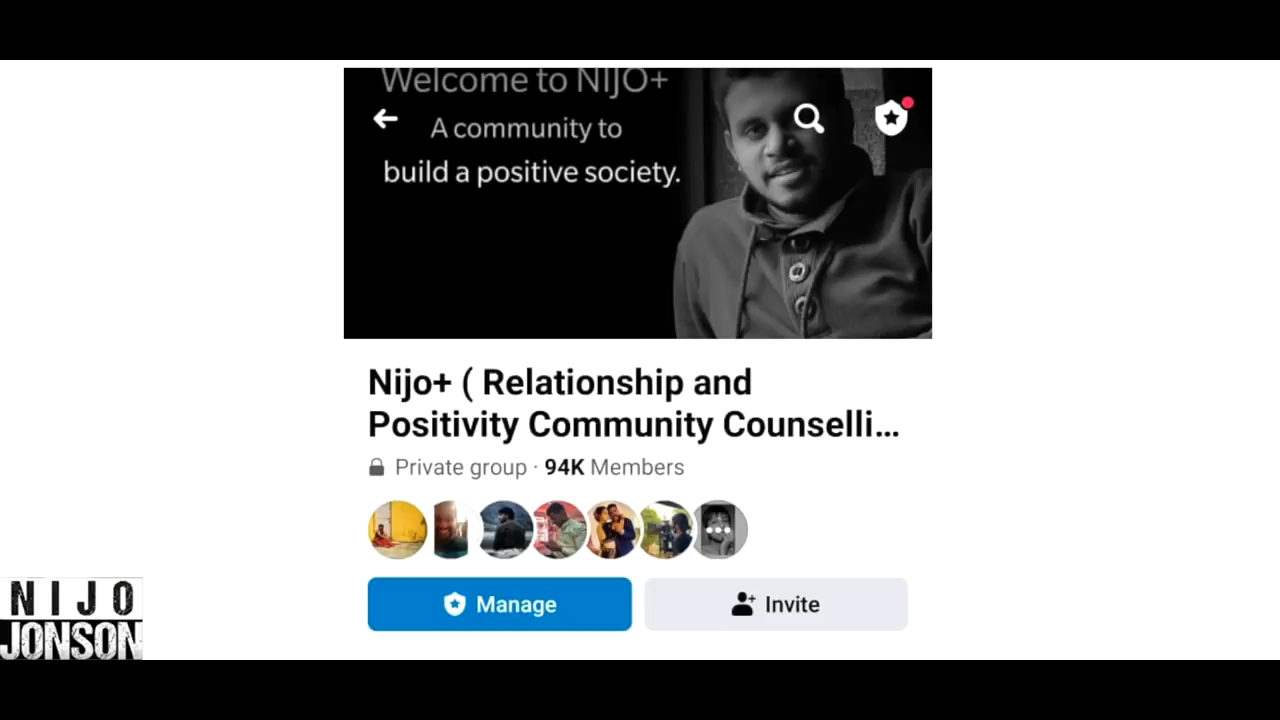 Welcome to NIJO+
A community to
build a positive society.
Nijo+ ( Relationship and
Positivity Community Counselli...
Private group · 94K Members
Manage
Invite
NIJO
JONSON